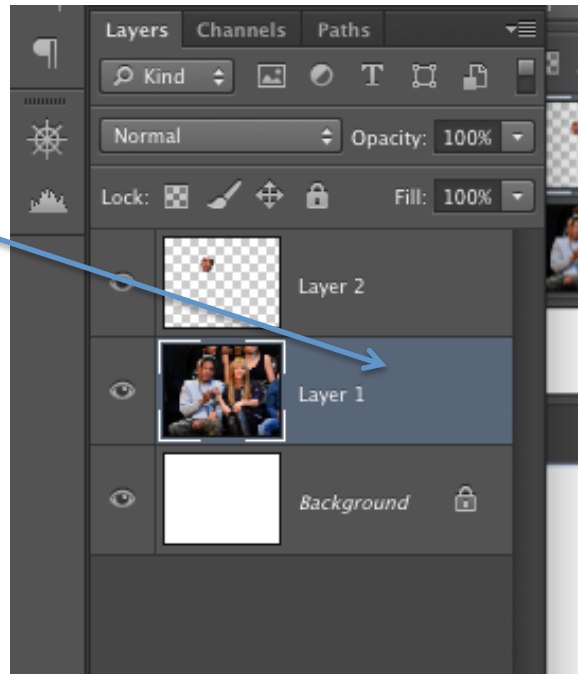 Layers Channels Paths
Kind T
Normal Opacity: 100%
Lock: Fill: 100%
Layer 2
Layer 1
Background